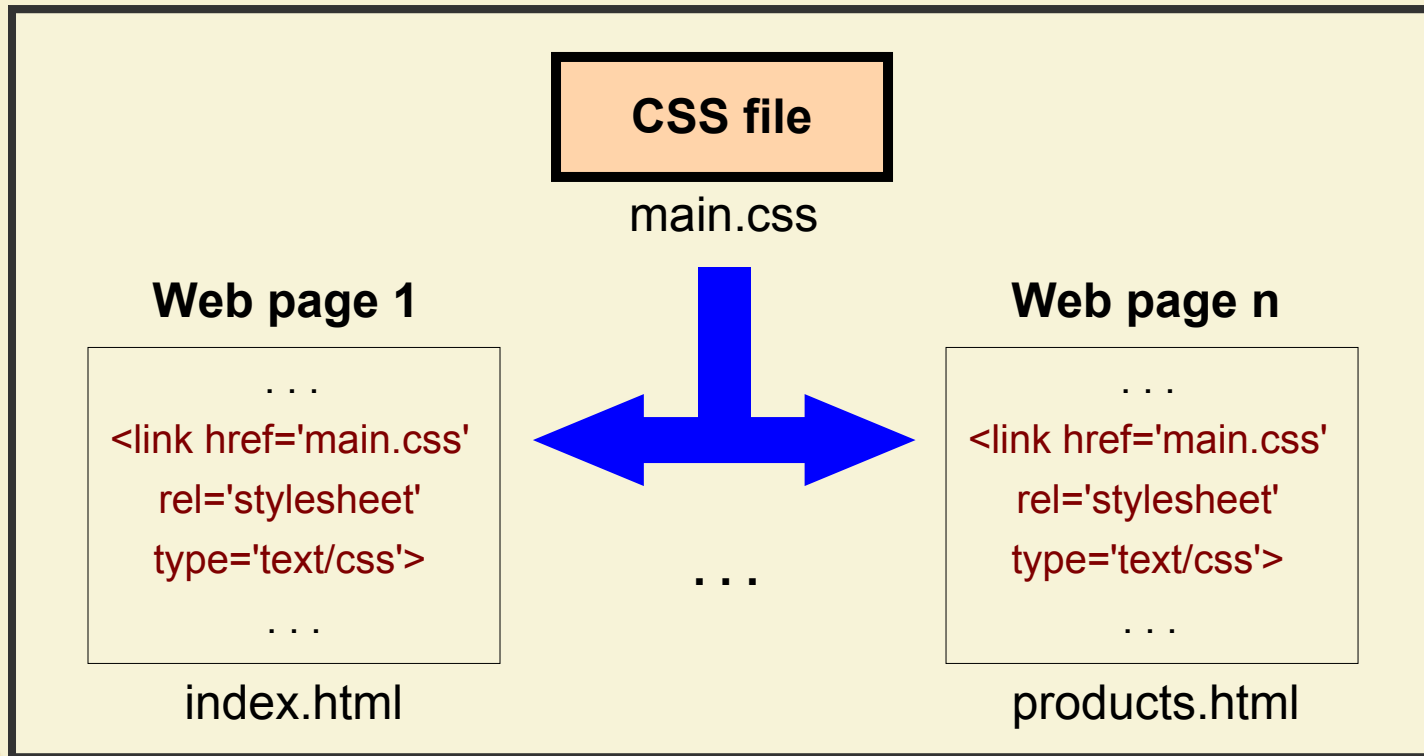 CSS file
main.css
Web page 1
. . .
<link href='main.css'
rel='stylesheet'
type='text/css'>
. . .
index.html
. . .
Web page n
. . .
<link href='main.css'
rel='stylesheet'
type='text/css'>
. . .
products.html